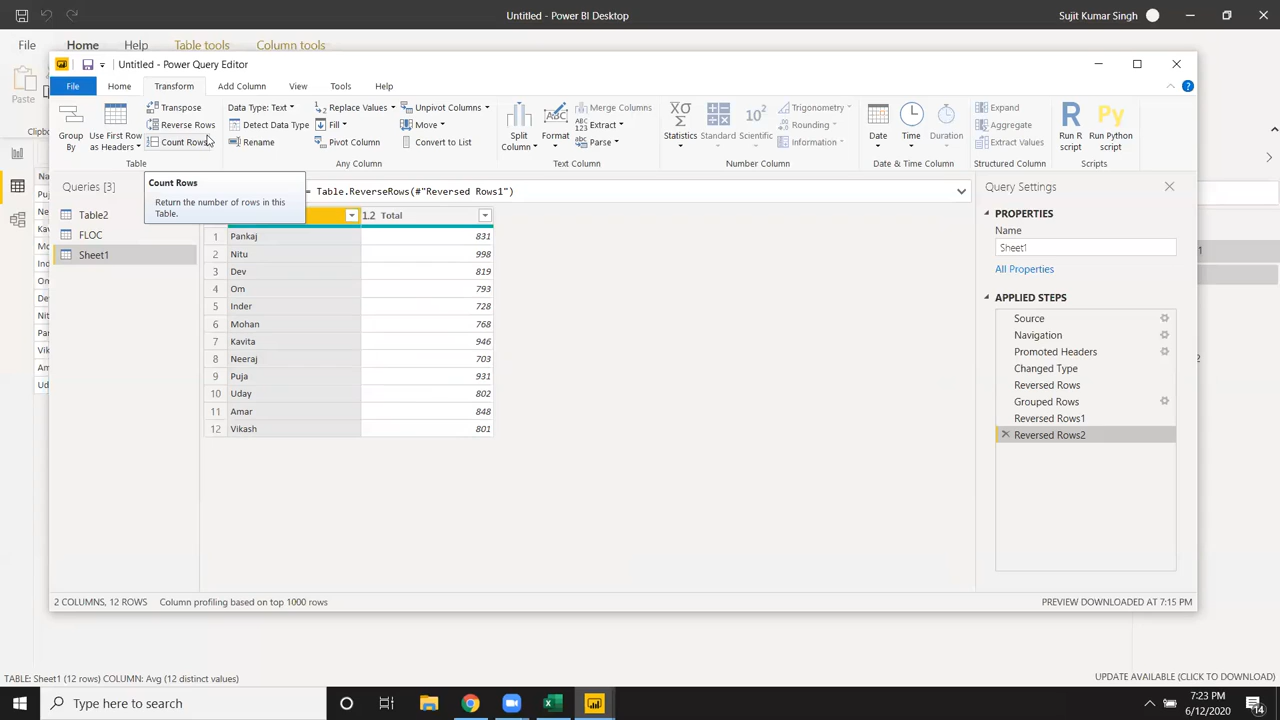 Untitled - Power BI Desktop
Sujit Kumar Singh
File Home Help Table tools Column tools
Untitled - Power Query Editor
File Home Transform Add Column View Tools Help
Paste
Group By
Use First Row as Headers
Transpose
Reverse Rows
Count Rows
Table
Data Type: Text
Detect Data Type
Rename
Replace Values
Fill
Pivot Column
Unpivot Columns
Move
Convert to List
Any Column
Split Column
Format
Merge Columns
Extract
Parse
Text Column
Statistics
Standard
Scientific
Trigonometry
Rounding
Information
Number Column
Date
Time
Duration
Date & Time Column
Expand
Aggregate
Extract Values
Structured Column
Run R script
Run Python script
Scripts
Clipb
Count Rows
Return the number of rows in this Table.
Queries [3]
Table2
FLOC
Sheet1
= Table.ReverseRows(#"Reversed Rows1")
1.2 Total
1 Pankaj 831
2 Nitu 998
3 Dev 819
4 Om 793
5 Inder 728
6 Mohan 768
7 Kavita 946
8 Neeraj 703
9 Puja 931
10 Uday 802
11 Amar 848
12 Vikash 801
Query Settings
PROPERTIES
Name
Sheet1
All Properties
APPLIED STEPS
Source
Navigation
Promoted Headers
Changed Type
Reversed Rows
Grouped Rows
Reversed Rows1
Reversed Rows2
2 COLUMNS, 12 ROWS Column profiling based on top 1000 rows
PREVIEW DOWNLOADED AT 7:15 PM
TABLE: Sheet1 (12 rows) COLUMN: Avg (12 distinct values)
UPDATE AVAILABLE (CLICK TO DOWNLOAD)
Type here to search
7:23 PM
6/12/2020
14